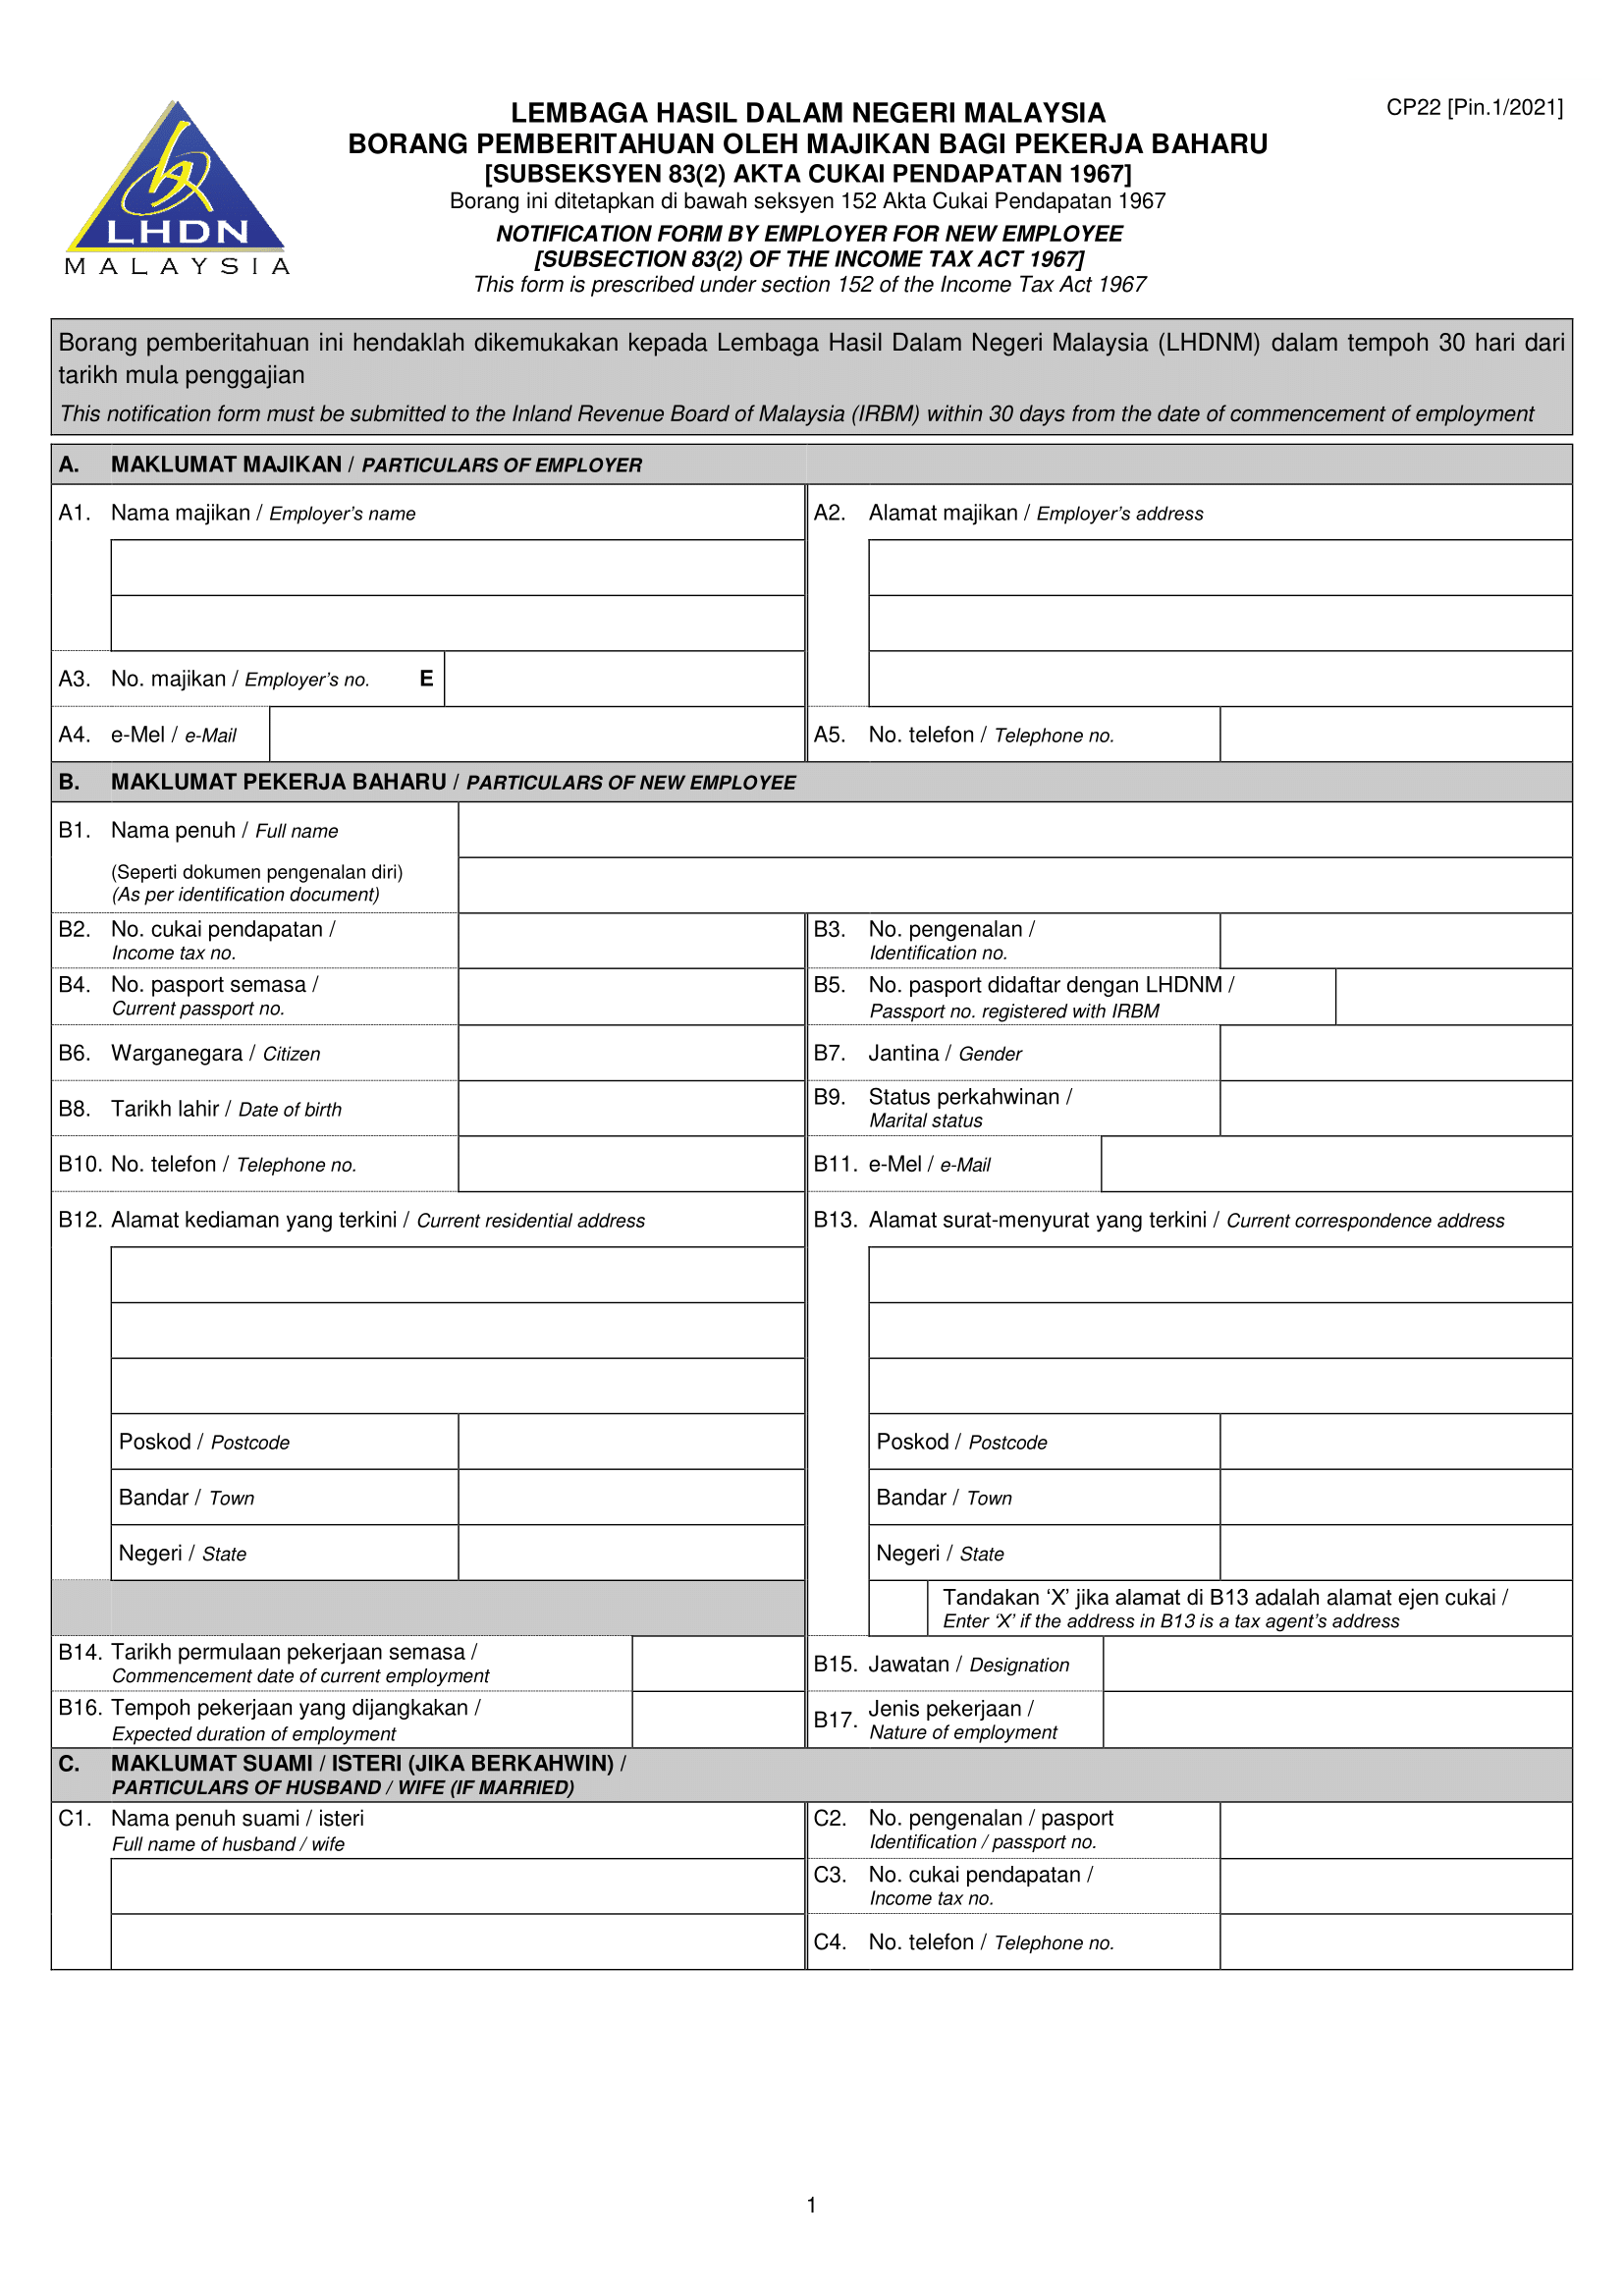 LHDN
MALAYSIA
LEMBAGA HASIL DALAM NEGERI MALAYSIA
BORANG PEMBERITAHUAN OLEH MAJIKAN BAGI PEKERJA BAHARU
[SUBSEKSYEN 83(2) AKTA CUKAI PENDAPATAN 1967]
Borang ini ditetapkan di bawah seksyen 152 Akta Cukai Pendapatan 1967
NOTIFICATION FORM BY EMPLOYER FOR NEW EMPLOYEE
[SUBSECTION 83(2) OF THE INCOME TAX ACT 1967]
This form is prescribed under section 152 of the Income Tax Act 1967
CP22 [Pin.1/2021]
Borang pemberitahuan ini hendaklah dikemukakan kepada Lembaga Hasil Dalam Negeri Malaysia (LHDNM) dalam tempoh 30 hari dari
tarikh mula penggajian
This notification form must be submitted to the Inland Revenue Board of Malaysia (IRBM) within 30 days from the date of commencement of employment
A. MAKLUMAT MAJIKAN / PARTICULARS OF EMPLOYER
A1. Nama majikan / Employer's name
A2. Alamat majikan / Employer's address
A3. No. majikan / Employer's no. E
A4. e-Mel / e-Mail
A5. No. telefon / Telephone no.
B. MAKLUMAT PEKERJA BAHARU / PARTICULARS OF NEW EMPLOYEE
B1. Nama penuh / Full name
(Seperti dokumen pengenalan diri)
(As per identification document)
B2. No. cukai pendapatan /
Income tax no.
B3. No. pengenalan /
Identification no.
B4. No. pasport semasa /
Current passport no.
B5. No. pasport didaftar dengan LHDNM /
Passport no. registered with IRBM
B6. Warganegara / Citizen
B7. Jantina / Gender
B8. Tarikh lahir / Date of birth
B9. Status perkahwinan /
Marital status
B10. No. telefon / Telephone no.
B11. e-Mel / e-Mail
B12. Alamat kediaman yang terkini / Current residential address
B13. Alamat surat-menyurat yang terkini / Current correspondence address
Poskod / Postcode
Poskod / Postcode
Bandar / Town
Bandar / Town
Negeri / State
Negeri / State
Tandakan 'X' jika alamat di B13 adalah alamat ejen cukai /
Enter 'X' if the address in B13 is a tax agent's address
B14. Tarikh permulaan pekerjaan semasa /
Commencement date of current employment
B15. Jawatan / Designation
B16. Tempoh pekerjaan yang dijangkakan /
Expected duration of employment
B17. Jenis pekerjaan /
Nature of employment
C. MAKLUMAT SUAMI / ISTERI (JIKA BERKAHWIN) /
PARTICULARS OF HUSBAND / WIFE (IF MARRIED)
C1. Nama penuh suami / isteri
Full name of husband / wife
C2. No. pengenalan / pasport
Identification / passport no.
C3. No. cukai pendapatan /
Income tax no.
C4. No. telefon / Telephone no.
1